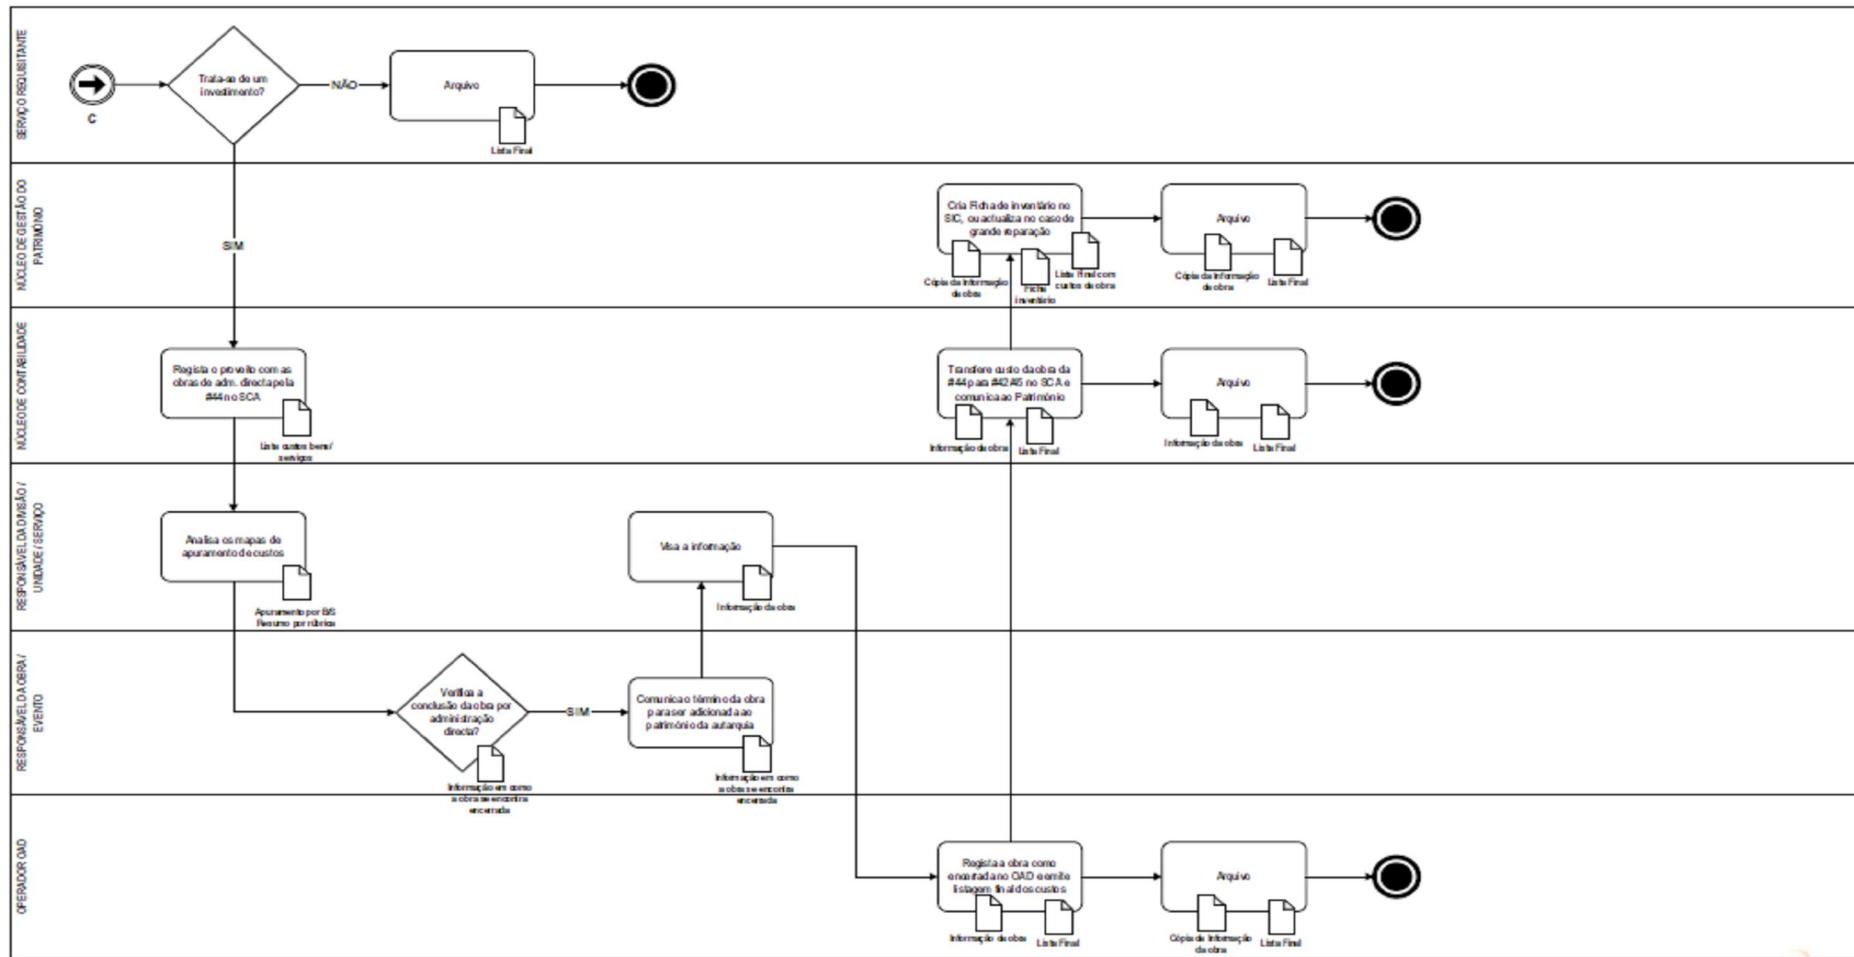 SERVIÇO REQUISITANTE
C
Trata-se de um
investimento?
NÃO
Arquivo
Lista Final
SIM
NÚCLEO DE GESTÃO DO
PATRIMÓNIO
Cria Ficha de inventário no
SIC, ou actualiza no caso de
grande reparação
Cópia da Informação
da obra
Ficha
inventário
Lista Final com
custos da obra
Arquivo
Cópia da Informação
da obra
Lista Final
NÚCLEO DE CONTABILIDADE
Regista o proveito com as
obras de adm. directa pela
#44 no SCA
Lista custos bens/
serviços
Transfere custo da obra da
#44 para #42/45 no SCA e
comunica ao Património
Informação da obra
Lista Final
Arquivo
Informação da obra
Lista Final
RESPONSÁVEL DA DIVISÃO /
UNIDADE / SERVIÇO
Analisa os mapas de
apuramento de custos
Apuramento por B/S
Resumo por rúbrica
Visa a informação
Informação da obra
RESPONSÁVEL DA OBRA /
EVENTO
Verifica a
conclusão da obra por
administração
directa?
Informação em como
a obra se encontra
encerrada
SIM
Comunica o término da obra
para ser adicionada ao
património da autarquia
Informação em como
a obra se encontra
encerrada
OPERADOR OAD
Regista a obra como
encerrada no OAD e emite
listagem final dos custos
Informação da obra
Lista Final
Arquivo
Cópia da Informação
da obra
Lista Final